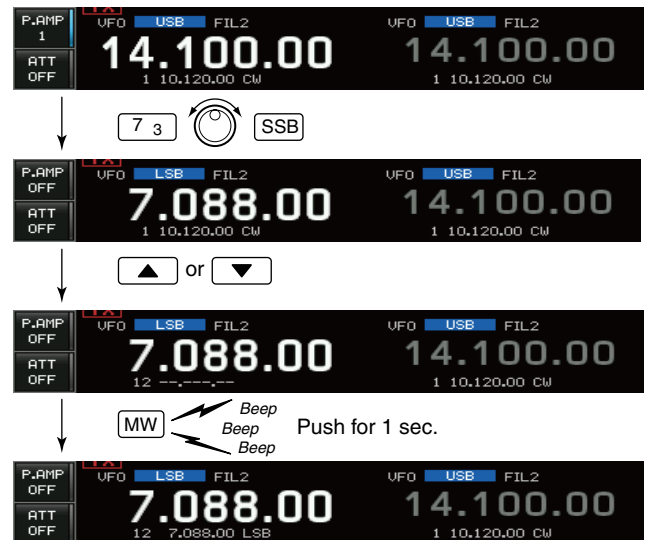 P.AMP 1 VFO USB FIL2 VFO USB FIL2
ATT OFF 14.100.00 14.100.00
1 10.120.00 CW 1 10.120.00 CW
7 3 SSB
P.AMP OFF VFO LSB FIL2 VFO USB FIL2
ATT OFF 7.088.00 14.100.00
1 10.120.00 CW 1 10.120.00 CW
▲ or ▼
P.AMP OFF VFO LSB FIL2 VFO USB FIL2
ATT OFF 7.088.00 14.100.00
12 --.---.-- 1 10.120.00 CW
Beep
MW Beep Push for 1 sec.
Beep
P.AMP OFF VFO LSB FIL2 VFO USB FIL2
ATT OFF 7.088.00 14.100.00
12 7.088.00 LSB 1 10.120.00 CW